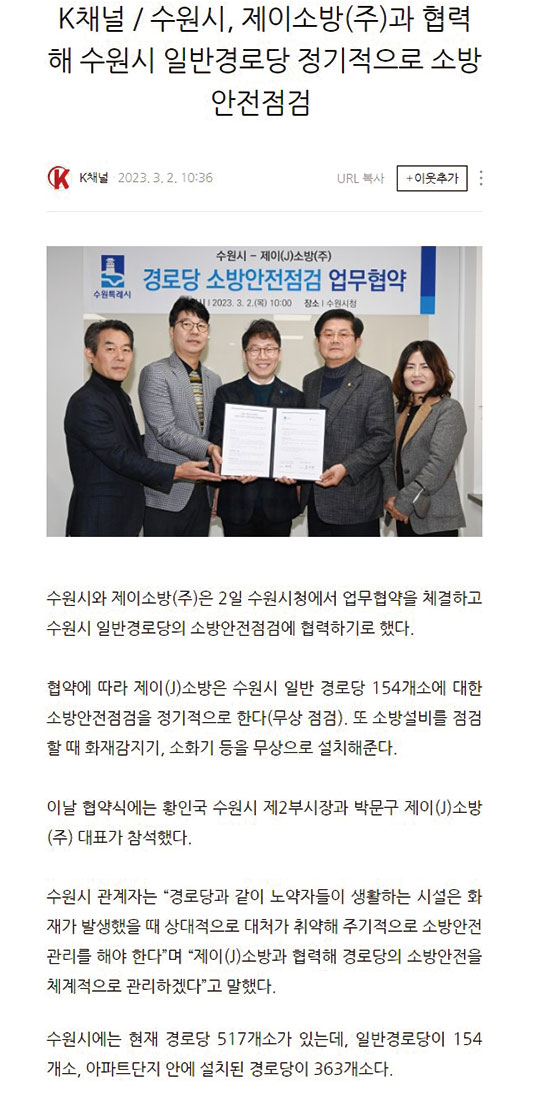 K채널 / 수원시, 제이소방(주)과 협력
해 수원시 일반경로당 정기적으로 소방
안전점검
K채널 · 2023. 3. 2. 10:36
URL 복사
+이웃추가
수원시 – 제이(J)소방(주)
경로당 소방안전점검 업무협약
수원특례시
시 | 2023. 3. 2.(목) 10:00 장소 | 수원시청
수원시와 제이소방(주)은 2일 수원시청에서 업무협약을 체결하고
수원시 일반경로당의 소방안전점검에 협력하기로 했다.
협약에 따라 제이(J)소방은 수원시 일반 경로당 154개소에 대한
소방안전점검을 정기적으로 한다(무상 점검). 또 소방설비를 점검
할 때 화재감지기, 소화기 등을 무상으로 설치해준다.
이날 협약식에는 황인국 수원시 제2부시장과 박문구 제이(J)소방
(주) 대표가 참석했다.
수원시 관계자는 “경로당과 같이 노약자들이 생활하는 시설은 화
재가 발생했을 때 상대적으로 대처가 취약해 주기적으로 소방안전
관리를 해야 한다”며 “제이(J)소방과 협력해 경로당의 소방안전을
체계적으로 관리하겠다”고 말했다.
수원시에는 현재 경로당 517개소가 있는데, 일반경로당이 154
개소, 아파트단지 안에 설치된 경로당이 363개소다.